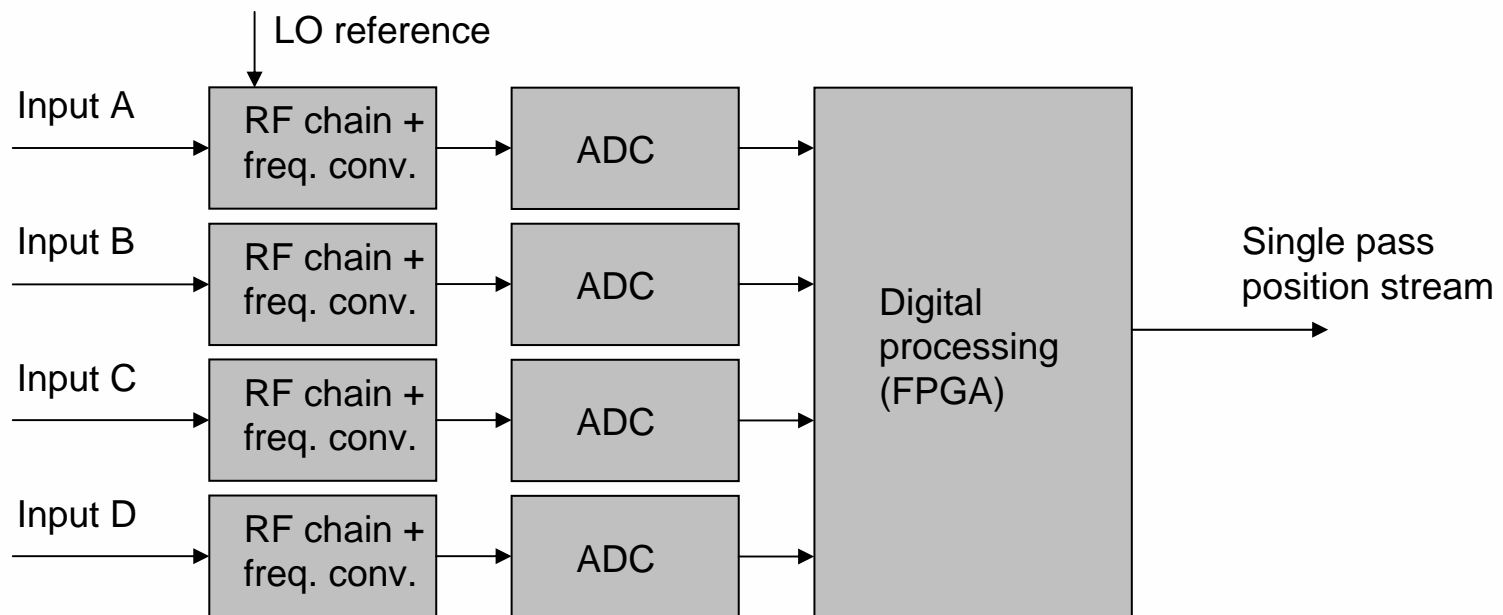 LO reference
Input A
RF chain +
freq. conv.
ADC
Input B
RF chain +
freq. conv.
ADC
Input C
RF chain +
freq. conv.
ADC
Input D
RF chain +
freq. conv.
ADC
Digital
processing
(FPGA)
Single pass
position stream